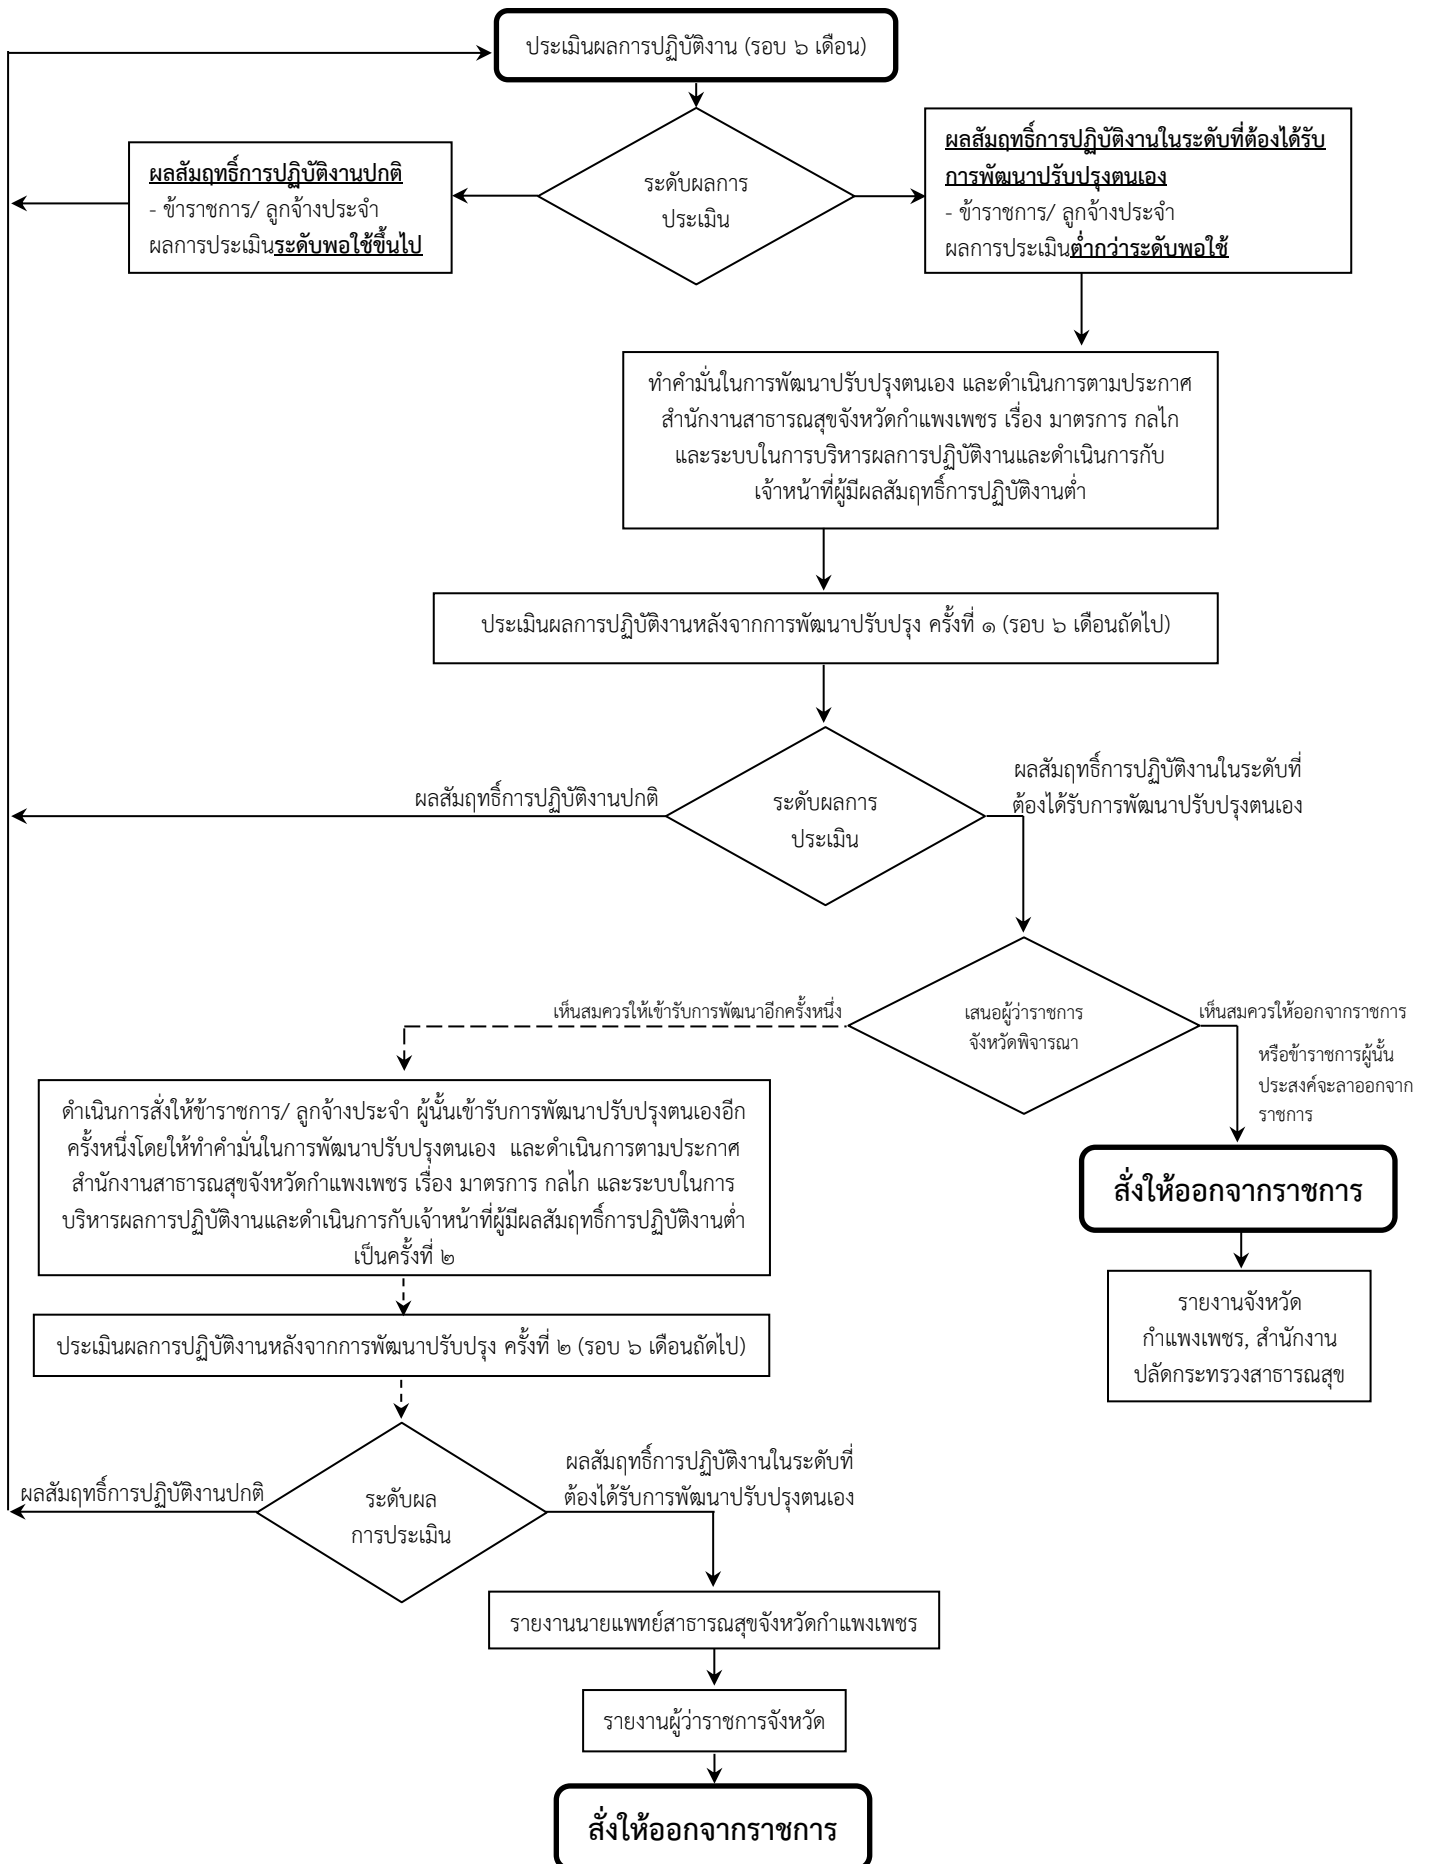 ประเมินผลการปฏิบัติงาน (รอบ ๖ เดือน)
ผลสัมฤทธิ์การปฏิบัติงานปกติ
- ข้าราชการ/ ลูกจ้างประจำ
ผลการประเมินระดับพอใช้ขึ้นไป
ระดับผลการ
ประเมิน
ผลสัมฤทธิ์การปฏิบัติงานในระดับที่ต้องได้รับ
การพัฒนาปรับปรุงตนเอง
- ข้าราชการ/ ลูกจ้างประจำ
ผลการประเมินต่ำกว่าระดับพอใช้
ทำคำมั่นในการพัฒนาปรับปรุงตนเอง และดำเนินการตามประกาศ
สำนักงานสาธารณสุขจังหวัดกำแพงเพชร เรื่อง มาตรการ กลไก
และระบบในการบริหารผลการปฏิบัติงานและดำเนินการกับ
เจ้าหน้าที่ผู้มีผลสัมฤทธิ์การปฏิบัติงานต่ำ
ประเมินผลการปฏิบัติงานหลังจากการพัฒนาปรับปรุง ครั้งที่ ๑ (รอบ ๖ เดือนถัดไป)
ผลสัมฤทธิ์การปฏิบัติงานปกติ
ระดับผลการ
ประเมิน
ผลสัมฤทธิ์การปฏิบัติงานในระดับที่
ต้องได้รับการพัฒนาปรับปรุงตนเอง
เห็นสมควรให้เข้ารับการพัฒนาอีกครั้งหนึ่ง
เสนอผู้ว่าราชการ
จังหวัดพิจารณา
เห็นสมควรให้ออกจากราชการ
หรือข้าราชการผู้นั้น
ประสงค์จะลาออกจาก
ราชการ
ดำเนินการสั่งให้ข้าราชการ/ ลูกจ้างประจำ ผู้นั้นเข้ารับการพัฒนาปรับปรุงตนเองอีก
ครั้งหนึ่งโดยให้ทำคำมั่นในการพัฒนาปรับปรุงตนเอง และดำเนินการตามประกาศ
สำนักงานสาธารณสุขจังหวัดกำแพงเพชร เรื่อง มาตรการ กลไก และระบบในการ
บริหารผลการปฏิบัติงานและดำเนินการกับเจ้าหน้าที่ผู้มีผลสัมฤทธิ์การปฏิบัติงานต่ำ
เป็นครั้งที่ ๒
สั่งให้ออกจากราชการ
รายงานจังหวัด
กำแพงเพชร, สำนักงาน
ปลัดกระทรวงสาธารณสุข
ประเมินผลการปฏิบัติงานหลังจากการพัฒนาปรับปรุง ครั้งที่ ๒ (รอบ ๖ เดือนถัดไป)
ผลสัมฤทธิ์การปฏิบัติงานปกติ
ระดับผล
การประเมิน
ผลสัมฤทธิ์การปฏิบัติงานในระดับที่
ต้องได้รับการพัฒนาปรับปรุงตนเอง
รายงานนายแพทย์สาธารณสุขจังหวัดกำแพงเพชร
รายงานผู้ว่าราชการจังหวัด
สั่งให้ออกจากราชการ